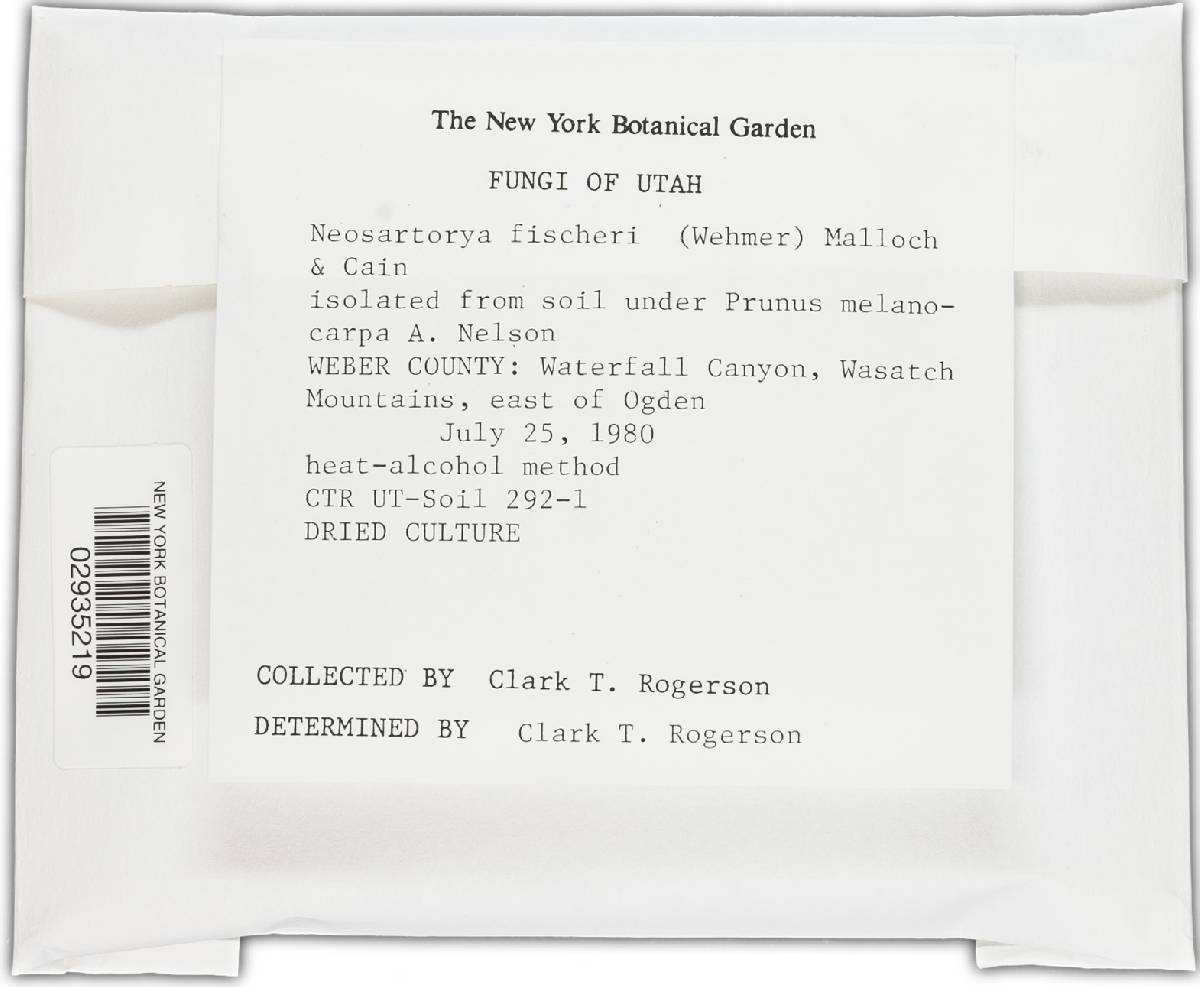 The New York Botanical Garden
FUNGI OF UTAH
Neosartorya fischeri (Wehmer) Malloch
& Cain
isolated from soil under Prunus melano-
carpa A. Nelson
WEBER COUNTY: Waterfall Canyon, Wasatch
Mountains, east of Ogden
July 25, 1980
heat-alcohol method
CTR UT-Soil 292-1
DRIED CULTURE
COLLECTED BY Clark T. Rogerson
DETERMINED BY Clark T. Rogerson
NEW YORK BOTANICAL GARDEN
02935219